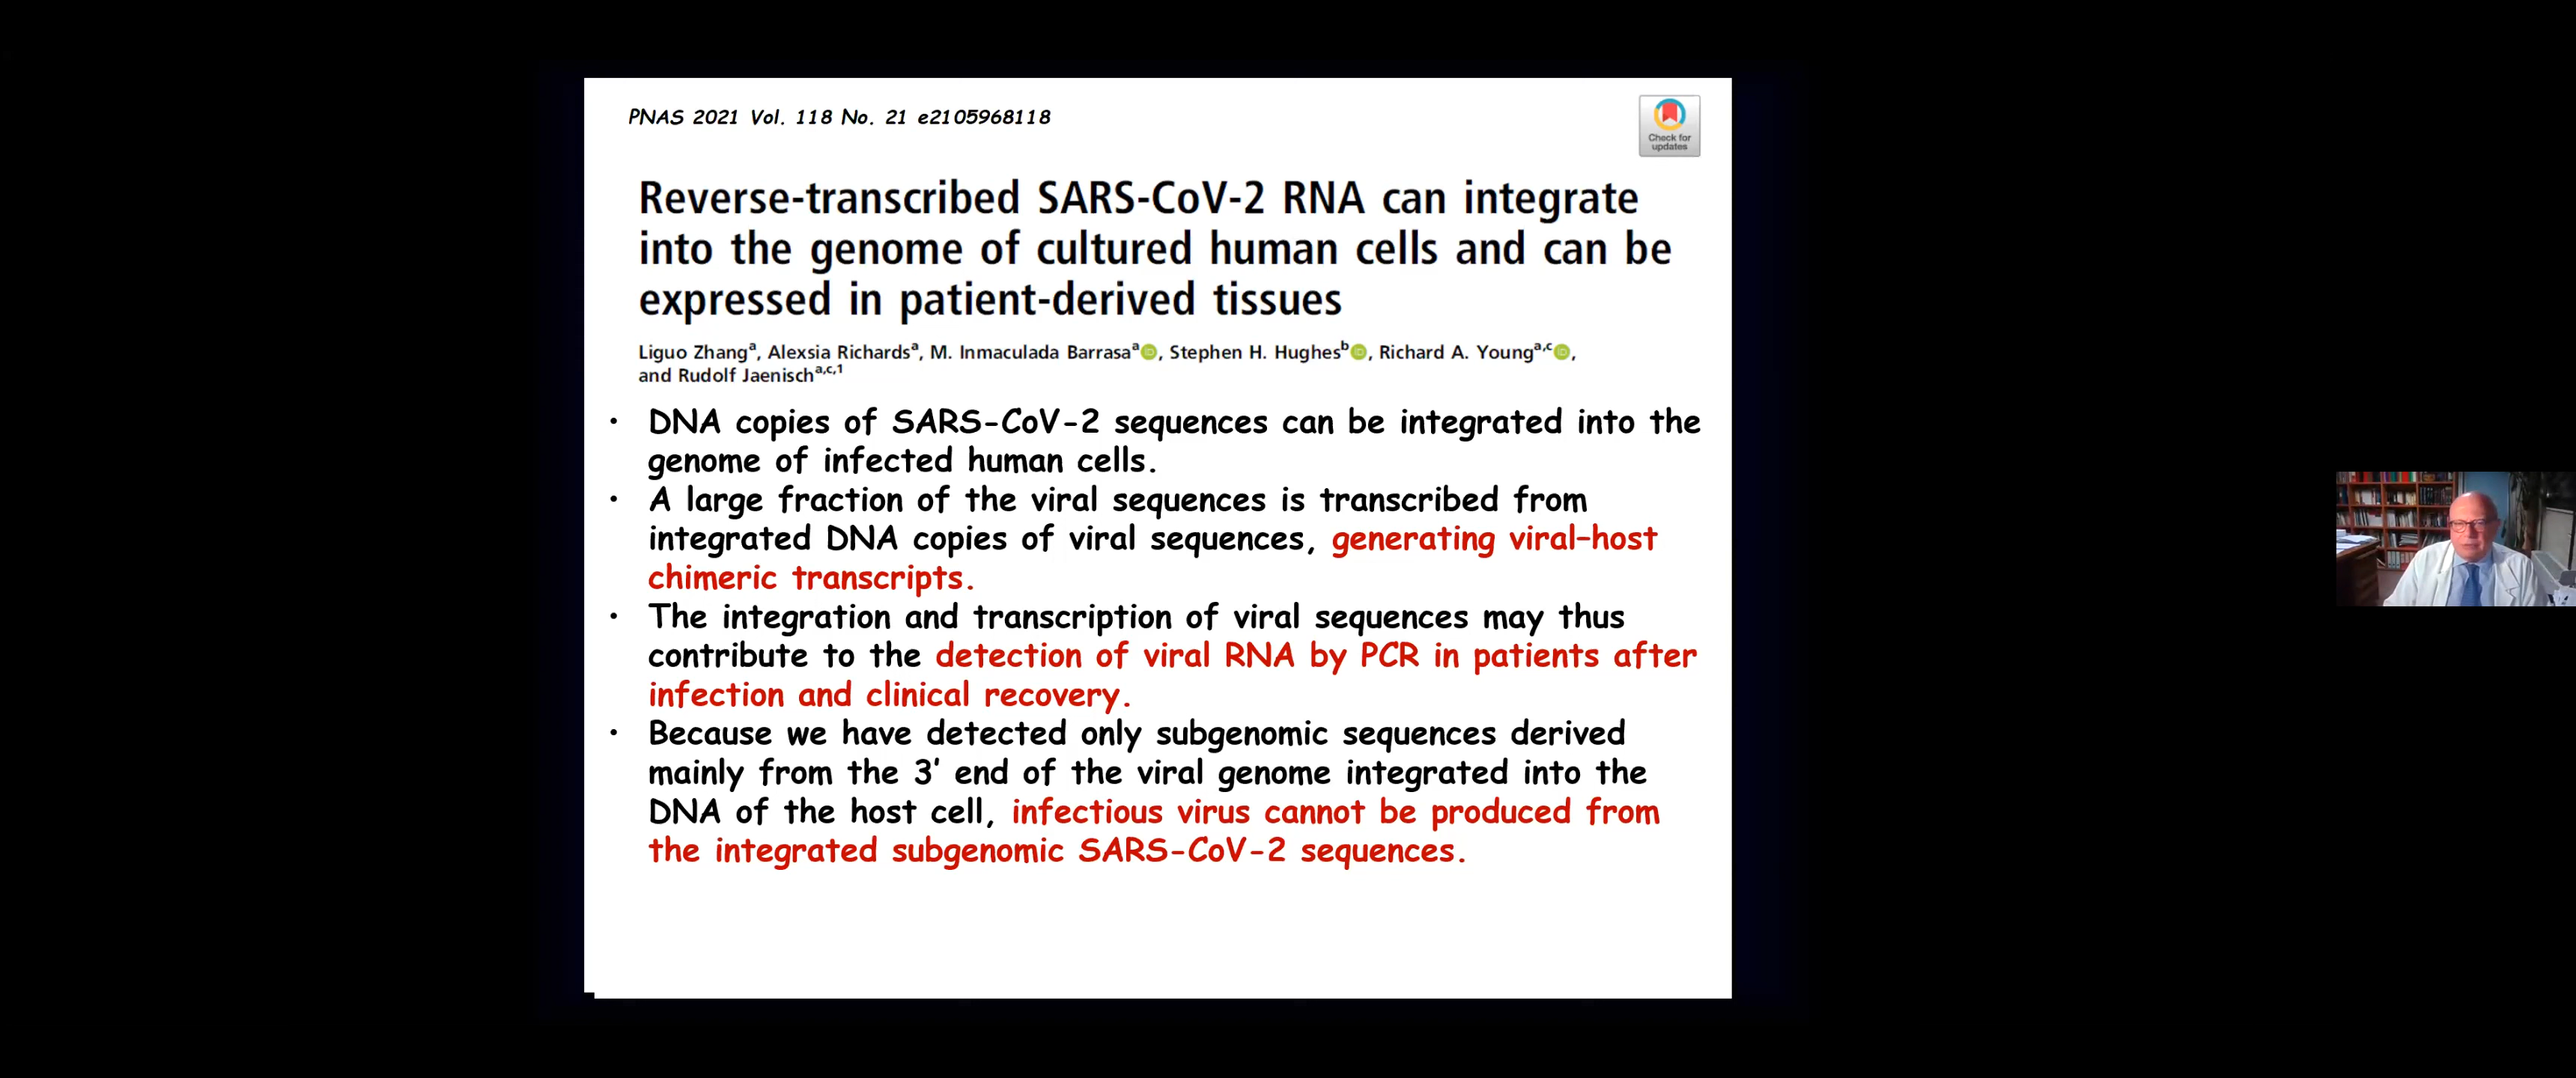 PNAS 2021 Vol. 118 No. 21 e2105968118
Check for
updates
Reverse-transcribed SARS-CoV-2 RNA can integrate
into the genome of cultured human cells and can be
expressed in patient-derived tissues
Liguo Zhangᵃ, Alexsia Richardsᵃ, M. Inmaculada Barrasaᵃ, Stephen H. Hughesᵇ, Richard A. Youngᵃ,ᶜ,
and Rudolf Jaenischᵃ,ᶜ,¹
• DNA copies of SARS-CoV-2 sequences can be integrated into the
genome of infected human cells.
• A large fraction of the viral sequences is transcribed from
integrated DNA copies of viral sequences, generating viral–host
chimeric transcripts.
• The integration and transcription of viral sequences may thus
contribute to the detection of viral RNA by PCR in patients after
infection and clinical recovery.
• Because we have detected only subgenomic sequences derived
mainly from the 3′ end of the viral genome integrated into the
DNA of the host cell, infectious virus cannot be produced from
the integrated subgenomic SARS-CoV-2 sequences.